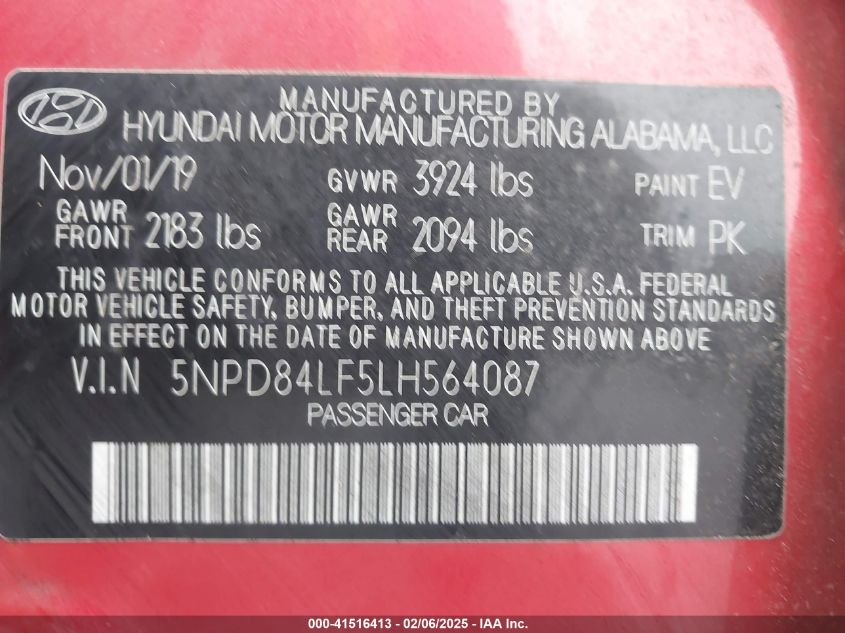 MANUFACTURED BY
HYUNDAI MOTOR MANUFACTURING ALABAMA, LLC
Nov/01/19 GVWR 3924 lbs PAINT EV
GAWR FRONT 2183 lbs GAWR REAR 2094 lbs TRIM PK
THIS VEHICLE CONFORMS TO ALL APPLICABLE U.S.A. FEDERAL
MOTOR VEHICLE SAFETY, BUMPER, AND THEFT PREVENTION STANDARDS
IN EFFECT ON THE DATE OF MANUFACTURE SHOWN ABOVE
V.I.N 5NPD84LF5LH564087
PASSENGER CAR
000-41516413 - 02/06/2025 - IAA Inc.